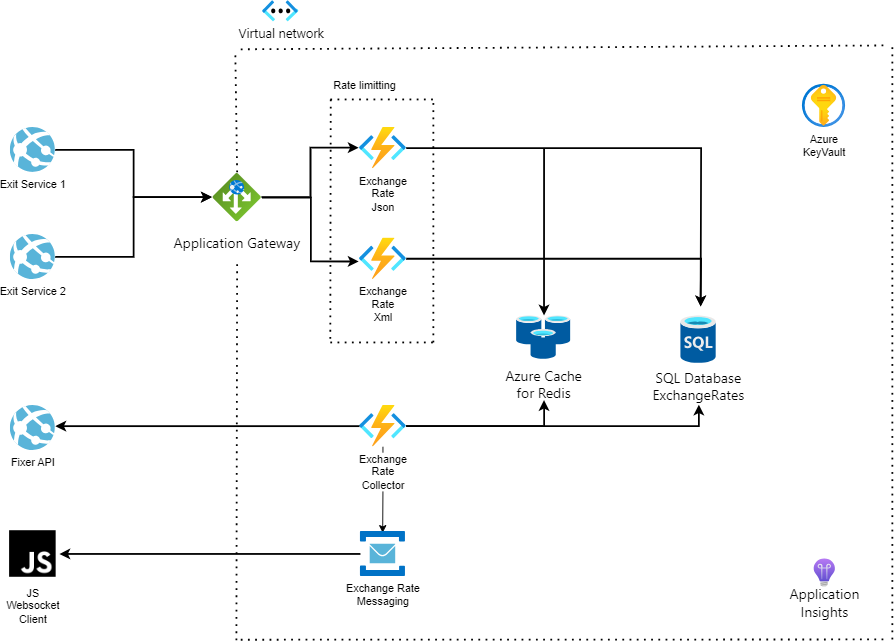 Virtual network
Rate limitting
Azure
KeyVault
Exit Service 1
Exchange
Rate
Json
Application Gateway
Exit Service 2
Exchange
Rate
Xml
SQL
Azure Cache
for Redis
SQL Database
ExchangeRates
Fixer API
Exchange
Rate
Collector
JS
JS
Websocket
Client
Exchange Rate
Messaging
Application
Insights